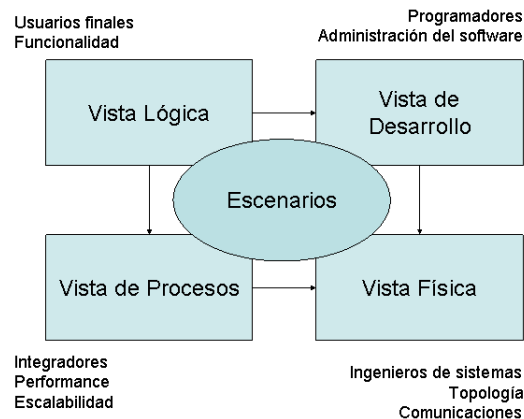 Usuarios finales
Funcionalidad
Programadores
Administración del software
Vista Lógica
Vista de
Desarrollo
Escenarios
Vista de Procesos
Vista Física
Integradores
Performance
Escalabilidad
Ingenieros de sistemas
Topología
Comunicaciones